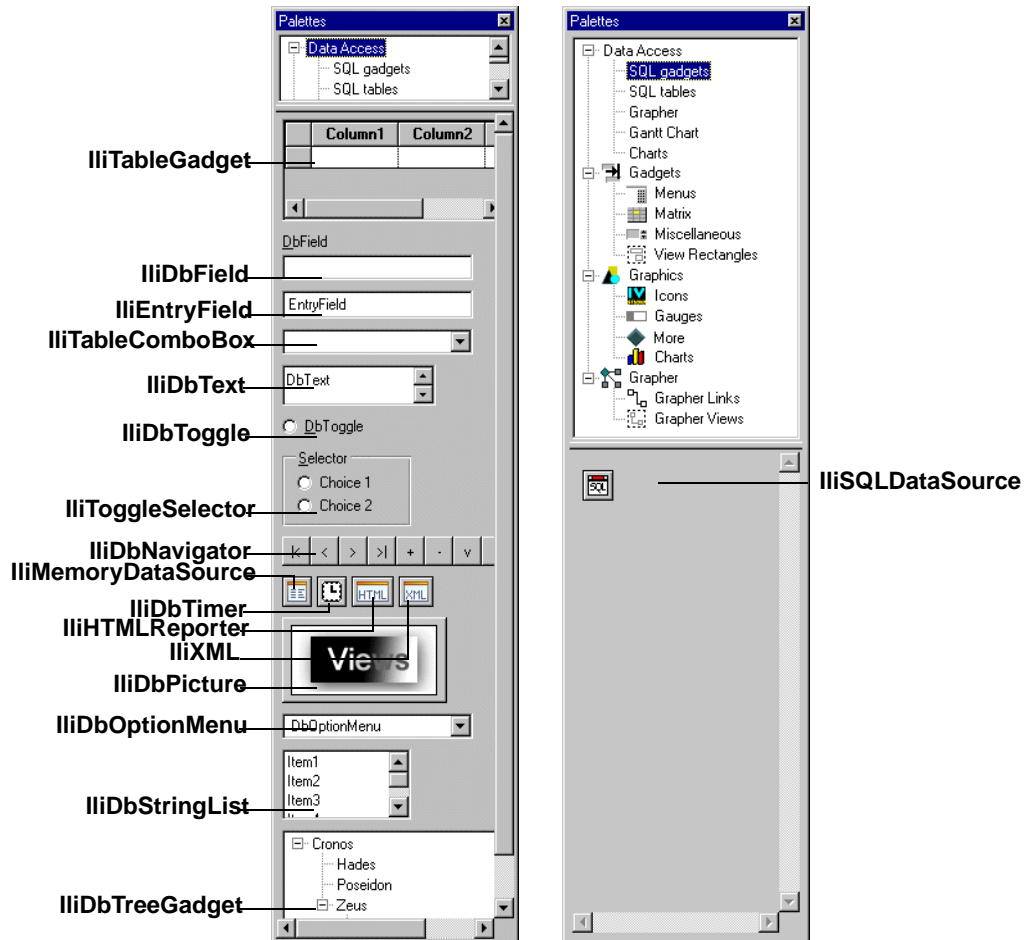 Palettes
Data Access
SQL gadgets
SQL tables
Column1 Column2
IliTableGadget
DbField
IliDbField
EntryField
IliEntryField
IliTableComboBox
DbText
IliDbText
DbToggle
IliDbToggle
Selector
Choice 1
Choice 2
IliToggleSelector
IliDbNavigator
|< < > >| + - v
IliMemoryDataSource
HTML XML
IliDbTimer
IliHTMLReporter
IliXML
Views
IliDbPicture
IliDbOptionMenu
DbOptionMenu
Item1
Item2
Item3
IliDbStringList
Cronos
Hades
Poseidon
Zeus
IliDbTreeGadget
Palettes
Data Access
SQL gadgets
SQL tables
Grapher
Gantt Chart
Charts
Gadgets
Menus
Matrix
Miscellaneous
View Rectangles
Graphics
Icons
Gauges
More
Charts
Grapher
Grapher Links
Grapher Views
SQL
IliSQLDataSource